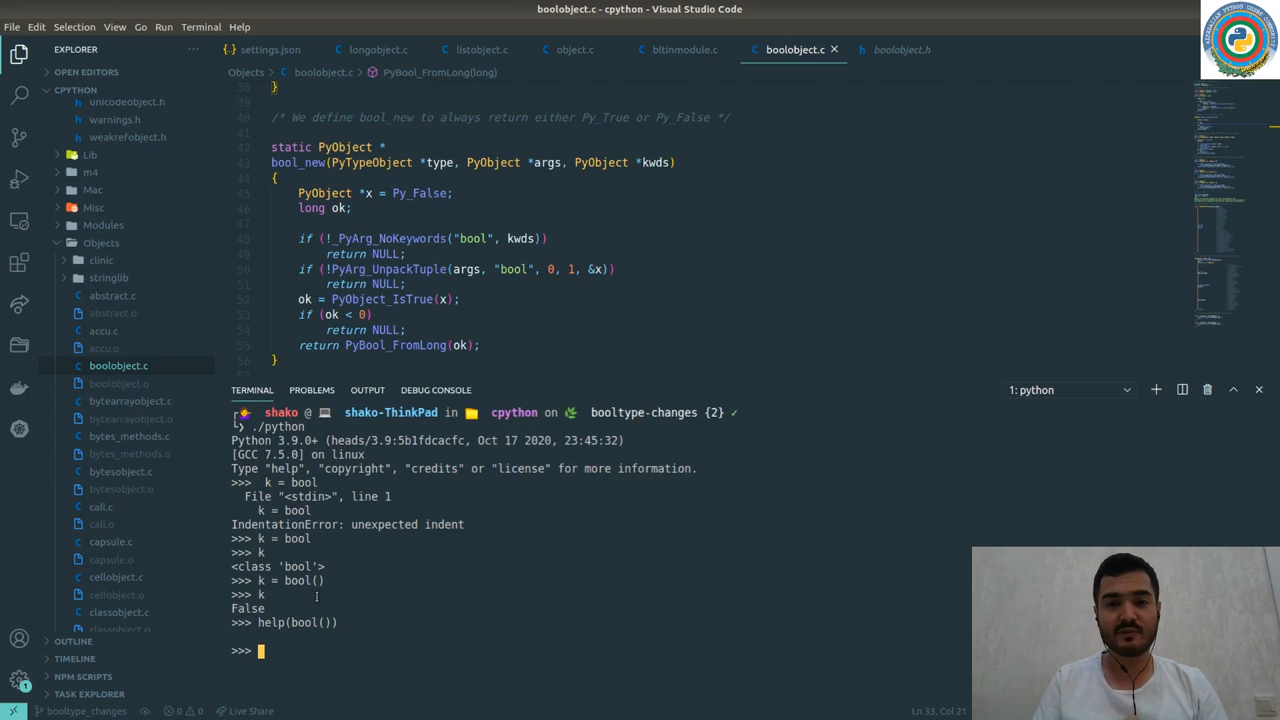 boolobject.c - cpython - Visual Studio Code
File Edit Selection View Go Run Terminal Help
EXPLORER
settings.json longobject.c listobject.c object.c bltinmodule.c boolobject.c boolobject.h
OPEN EDITORS
Objects boolobject.c PyBool_FromLong(long)
CPYTHON
unicodeobject.h
warnings.h
weakrefobject.h
Lib
m4
Mac
Misc
Modules
Objects
clinic
stringlib
abstract.c
abstract.o
accu.c
accu.o
boolobject.c
boolobject.o
bytearrayobject.c
bytearrayobject.o
bytes_methods.c
bytes_methods.o
bytesobject.c
bytesobject.o
call.c
call.o
capsule.c
capsule.o
cellobject.c
cellobject.o
classobject.c
classobject.o
OUTLINE
TIMELINE
NPM SCRIPTS
TASK EXPLORER
38 }
40 /* We define bool_new to always return either Py_True or Py_False */
41
42 static PyObject *
43 bool_new(PyTypeObject *type, PyObject *args, PyObject *kwds)
44 {
45 PyObject *x = Py_False;
46 long ok;
48 if (!_PyArg_NoKeywords("bool", kwds))
49 return NULL;
50 if (!PyArg_UnpackTuple(args, "bool", 0, 1, &x))
51 return NULL;
52 ok = PyObject_IsTrue(x);
53 if (ok < 0)
54 return NULL;
55 return PyBool_FromLong(ok);
56 }
TERMINAL PROBLEMS OUTPUT DEBUG CONSOLE 1: python
shako @ shako-ThinkPad in cpython on booltype-changes {2} ✓
./python
Python 3.9.0+ (heads/3.9:5b1fdcacfc, Oct 17 2020, 23:45:32)
[GCC 7.5.0] on linux
Type "help", "copyright", "credits" or "license" for more information.
>>>  k = bool
File "<stdin>", line 1
k = bool
IndentationError: unexpected indent
>>> k = bool
>>> k
<class 'bool'>
>>> k = bool()
>>> k
False
>>> help(bool())
>>>
1
booltype_changes 0 0 Live Share Ln 33, Col 21